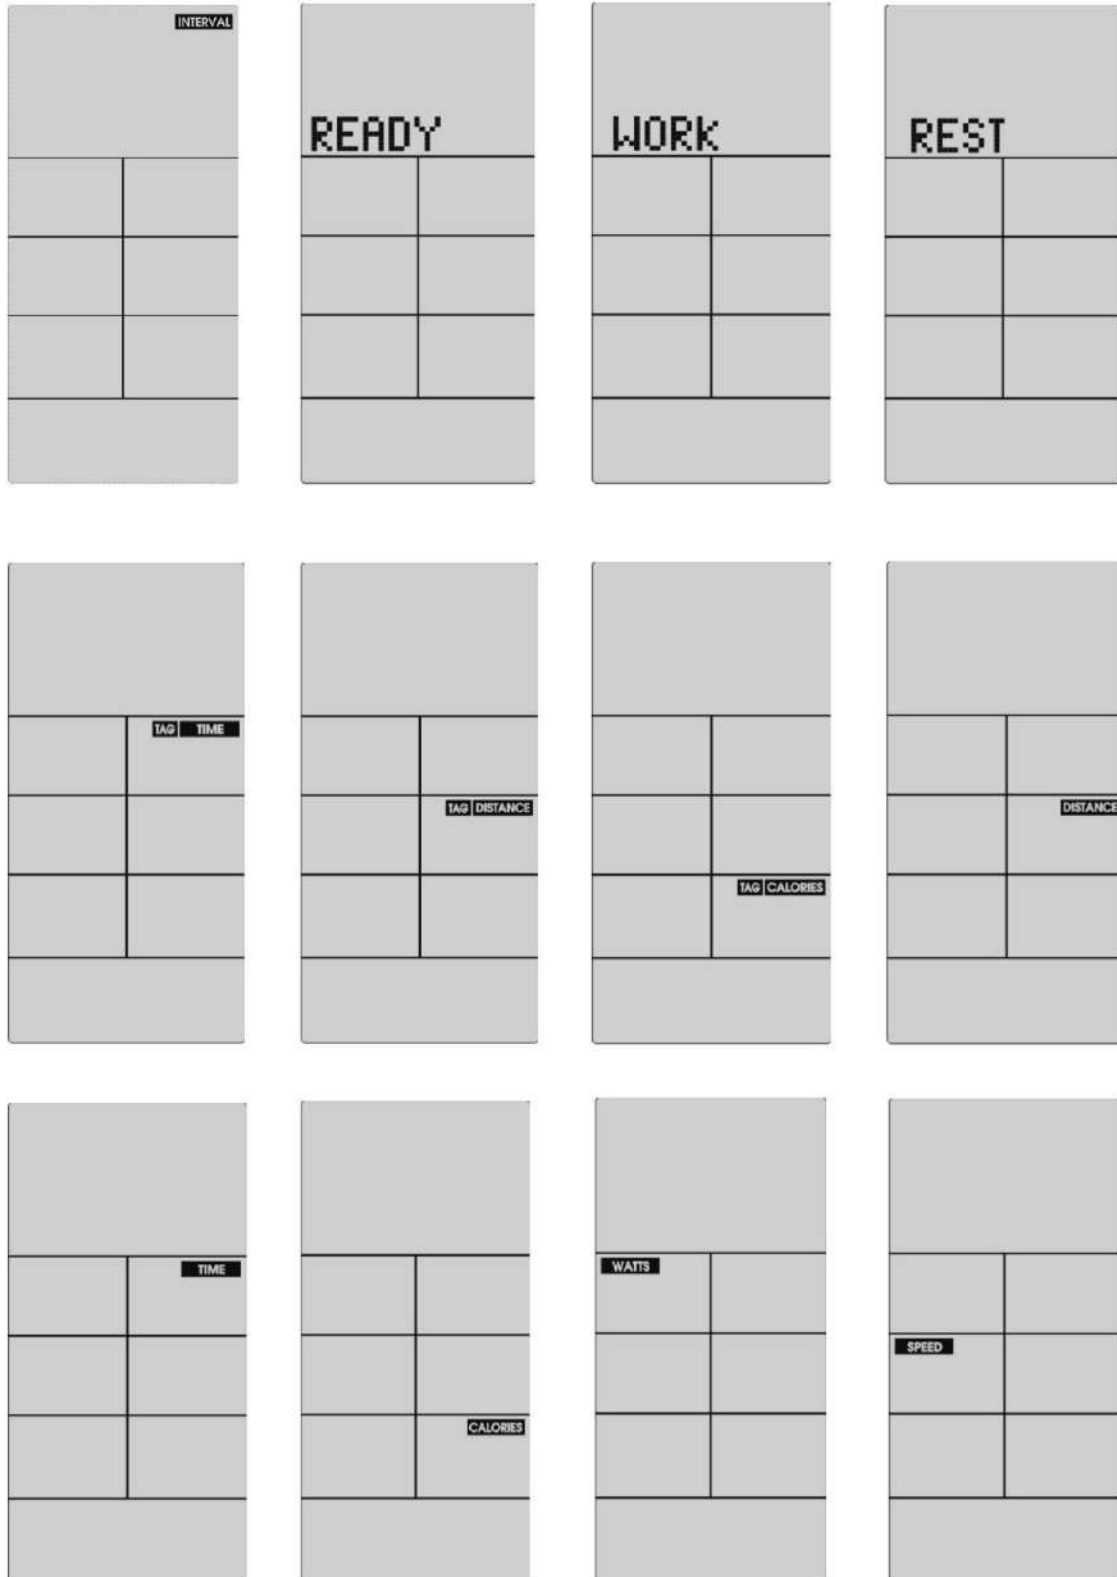 INTERVAL
READY
WORK
REST
TAG TIME
TAG DISTANCE
TAG CALORIES
DISTANCE
TIME
CALORIES
WATTS
SPEED